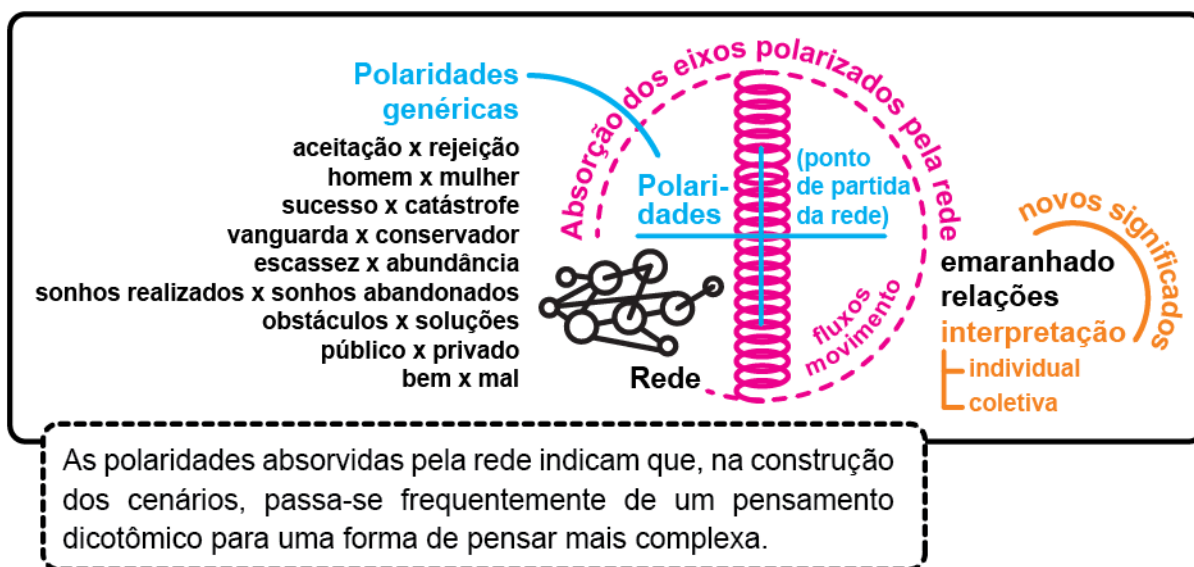 Polaridades
genéricas
aceitação x rejeição
homem x mulher
sucesso x catástrofe
vanguarda x conservador
escassez x abundância
sonhos realizados x sonhos abandonados
obstáculos x soluções
público x privado
bem x mal
Absorção dos eixos polarizados pela rede
Polari-
dades
(ponto
de partida
da rede)
Rede
fluxos
movimento
novos significados
emaranhado
relações
interpretação
individual
coletiva
As polaridades absorvidas pela rede indicam que, na construção
dos cenários, passa-se frequentemente de um pensamento
dicotômico para uma forma de pensar mais complexa.